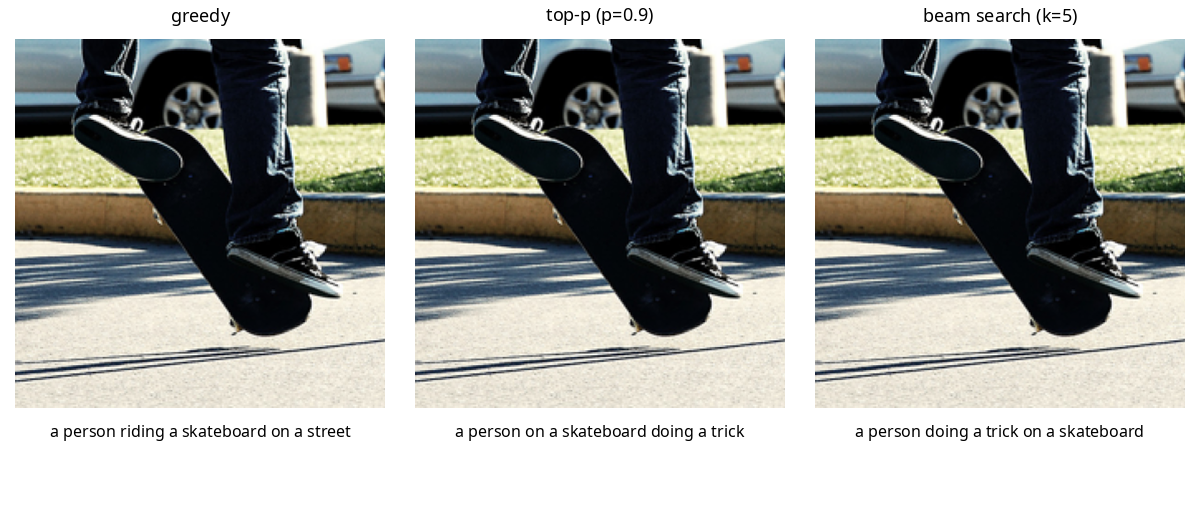 greedy
top-p (p=0.9)
beam search (k=5)
a person riding a skateboard on a street
a person on a skateboard doing a trick
a person doing a trick on a skateboard